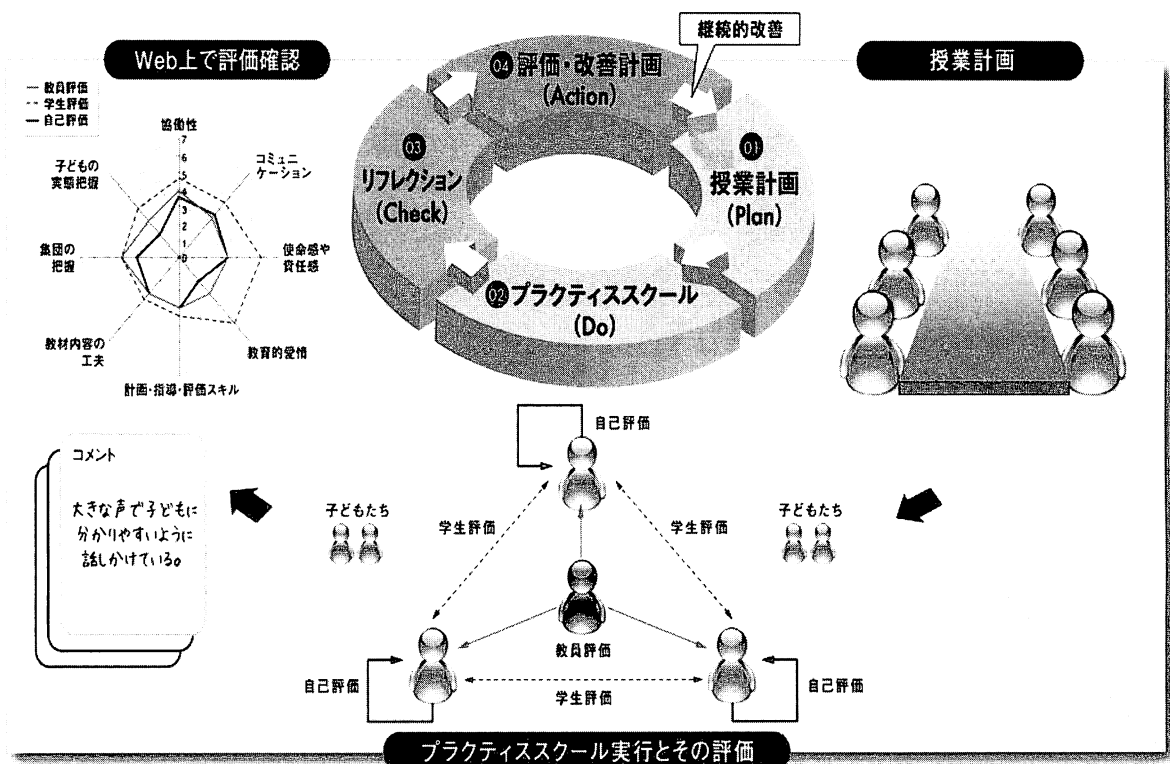 継続的改善
Web上で評価確認
04 評価・改善計画
(Action)
授業計画
教員評価
学生評価
自己評価
協働性
7
6
5
4
3
2
1
0
コミュニ
ケーション
使命感や
責任感
教育的愛情
計画・指導・評価スキル
教材内容の
工夫
集団の
把握
子どもの
実態把握
03
リフレクション
(Check)
01
授業計画
(Plan)
02 プラクティススクール
(Do)
コメント
大きな声で子どもに
分かりやすいように
話しかけている。
自己評価
子どもたち
学生評価
学生評価
子どもたち
教員評価
自己評価
学生評価
自己評価
プラクティススクール実行とその評価